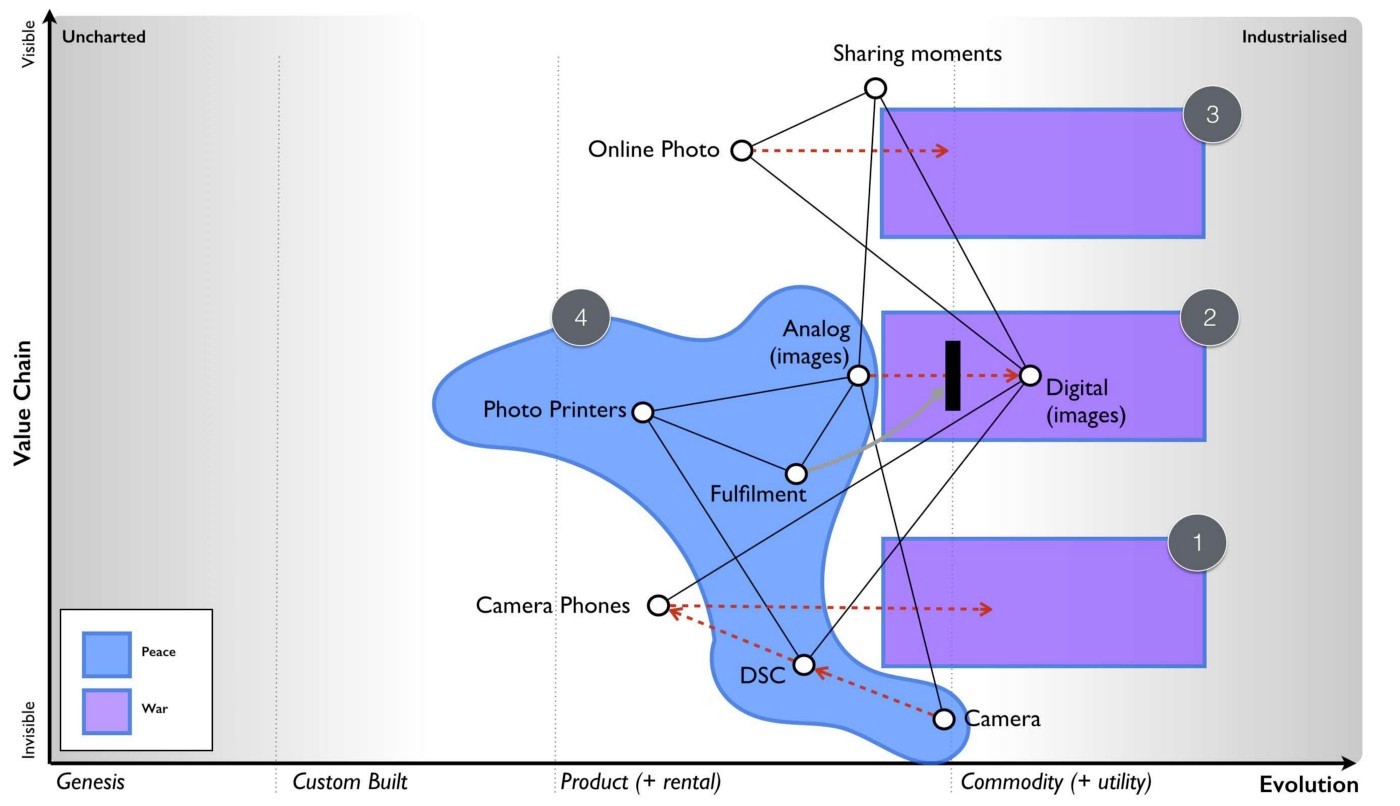 Visible
Uncharted
Industrialised
Sharing moments
3
Online Photo
4
2
Analog
(images)
Value Chain
Digital
(images)
Photo Printers
Fulfilment
1
Camera Phones
DSC
Camera
Peace
War
Invisible
Genesis
Custom Built
Product (+ rental)
Commodity (+ utility)
Evolution